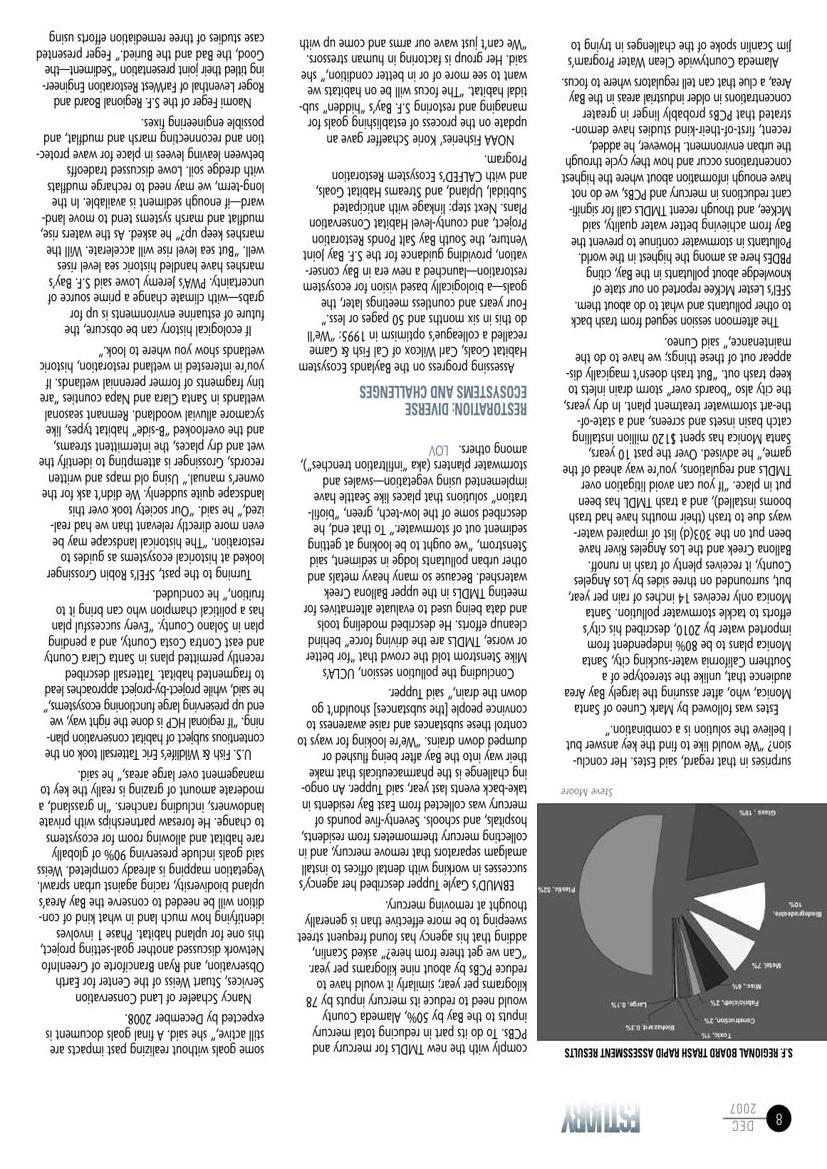 8
DEC
2007
ESTUARY
S.F. REGIONAL BOARD TRASH RAPID ASSESSMENT RESULTS
Toxic, 1%
Construction, 2%
Biohazard, 0.3%
Fabric/cloth, 2%
Large, 0.1%
Misc., 6%
Metal, 7%
Biodegradeable,
10%
Plastic, 52%
Glass, 19%
Steve Moore
surprises in that regard, said Estes. Her conclu-
sion? "We would like to find the key answer but
I believe the solution is a combination."
Estes was followed by Mark Cuneo of Santa
Monica, who, after assuring the largely Bay Area
audience that, unlike the stereotype of a
Southern California water-sucking city, Santa
Monica plans to be 80% independent from
imported water by 2010, described his city's
efforts to tackle stormwater pollution. Santa
Monica only receives 14 inches of rain per year,
but, surrounded on three sides by Los Angeles
County, it receives plenty of trash in runoff.
Ballona Creek and the Los Angeles River have
been put on the 303(d) list of impaired water-
ways due to trash (their mouths have had trash
booms installed), and a trash TMDL has been
put in place. "If you can avoid litigation over
TMDLs and regulations, you're way ahead of the
game," he advised. Over the past 10 years,
Santa Monica has spent $120 million installing
catch basin insets and screens, and a state-of-
the-art stormwater treatment plant. In dry years,
the city also "boards over" storm drain inlets to
keep trash out. "But trash doesn't magically dis-
appear out of these things; we have to do the
maintenance," said Cuneo.
The afternoon session segued from trash back
to other pollutants and what to do about them.
SFEI's Lester McKee reported on our state of
knowledge about pollutants in the Bay, citing
PBDEs here as among the highest in the world.
Pollutants in stormwater continue to prevent the
Bay from achieving better water quality, said
McKee, and though recent TMDLs call for signifi-
cant reductions in mercury and PCBs, we do not
have enough information about where the highest
concentrations occur and how they cycle through
the urban environment. However, he added,
recent, first-of-their-kind studies have demon-
strated that PCBs probably linger in greater
concentrations in older industrial areas in the Bay
Area, a clue that can tell regulators where to focus.
Alameda Countywide Clean Water Program's
Jim Scanlin spoke of the challenges in trying to
comply with the new TMDLs for mercury and
PCBs. To do its part in reducing total mercury
inputs to the Bay by 50%, Alameda County
would need to reduce its mercury inputs by 78
kilograms per year; similarly it would have to
reduce PCBs by about nine kilograms per year.
"Can we get there from here?" asked Scanlin,
adding that his agency has found frequent street
sweeping to be more effective than is generally
thought at removing mercury.
EBMUD's Gayle Tupper described her agency's
successes in working with dental offices to install
amalgam separators that remove mercury, and in
collecting mercury thermometers from residents,
hospitals, and schools. Seventy-five pounds of
mercury was collected from East Bay residents in
take-back events last year, said Tupper. An ongo-
ing challenge is the pharmaceuticals that make
their way into the Bay after being flushed or
dumped down drains. "We're looking for ways to
control these substances and raise awareness to
convince people [the substances] shouldn't go
down the drain," said Tupper.
Concluding the pollution session, UCLA's
Mike Stenstrom told the crowd that "for better
or worse, TMDLs are the driving force" behind
cleanup efforts. He described modeling tools
and data being used to evaluate alternatives for
meeting TMDLs in the upper Ballona Creek
watershed. Because so many heavy metals and
other urban pollutants lodge in sediment, said
Stenstrom, "we ought to be looking at getting
sediment out of stormwater." To that end, he
described some of the low-tech, green, "biofil-
tration" solutions that places like Seattle have
implemented using vegetation—swales and
stormwater planters (aka "infiltration trenches"),
among others. LOV
RESTORATION: DIVERSE
ECOSYSTEMS AND CHALLENGES
Assessing progress on the Baylands Ecosystem
Habitat Goals, Carl Wilcox of Cal Fish & Game
recalled a colleague's optimism in 1995: "We'll
do this in six months and 50 pages or less."
Four years and countless meetings later, the
goals—a biologically based vision for ecosystem
restoration—launched a new era in Bay conser-
vation, providing guidance for the S.F. Bay Joint
Venture, the South Bay Salt Ponds Restoration
Project, and county-level Habitat Conservation
Plans. Next step: linkage with anticipated
Subtidal, Upland, and Streams Habitat Goals,
and with CALFED's Ecosystem Restoration
Program.
NOAA Fisheries' Korie Schaeffer gave an
update on the process of establishing goals for
managing and restoring S.F. Bay's "hidden" sub-
tidal habitat. "The focus will be on habitats we
want to see more of or in better condition," she
said. Her group is factoring in human stressors.
"We can't just wave our arms and come up with
some goals without realizing past impacts are
still active," she said. A final goals document is
expected by December 2008.
Nancy Schaefer of Land Conservation
Services, Stuart Weiss of the Center for Earth
Observation, and Ryan Branciforte of GreenInfo
Network discussed another goal-setting project,
this one for upland habitat. Phase 1 involves
identifying how much land in what kind of con-
dition will be needed to conserve the Bay Area's
upland biodiversity, racing against urban sprawl.
Vegetation mapping is already completed. Weiss
said goals include preserving 90% of globally
rare habitat and allowing room for ecosystems
to change. He foresaw partnerships with private
landowners, including ranchers. "In grassland, a
moderate amount of grazing is really the key to
management over large areas," he said.
U.S. Fish & Wildlife's Eric Tattersall took on the
contentious subject of habitat conservation plan-
ning. "If regional HCP is done the right way, we
end up preserving large functioning ecosystems,"
he said, while project-by-project approaches lead
to fragmented habitat. Tattersall described
recently permitted plans in Santa Clara County
and east Contra Costa County, and a pending
plan in Solano County. "Every successful plan
has a political champion who can bring it to
fruition," he concluded.
Turning to the past, SFEI's Robin Grossinger
looked at historical ecosystems as guides to
restoration. "The historical landscape may be
even more directly relevant than we had real-
ized," he said. "Our society took over this
landscape quite suddenly. We didn't ask for the
owner's manual." Using old maps and written
records, Grossinger is attempting to identify the
wet and dry places, the intermittent streams,
and the overlooked "B-side" habitat types, like
sycamore alluvial woodland. Remnant seasonal
wetlands in Santa Clara and Napa counties "are
tiny fragments of former perennial wetlands. If
you're interested in wetland restoration, historic
wetlands show you where to look."
If ecological history can be obscure, the
future of estuarine environments is up for
grabs—with climate change a prime source of
uncertainty. PWA's Jeremy Lowe said S.F. Bay's
marshes have handled historic sea level rises
well. "But sea level rise will accelerate. Will the
marshes keep up?" he asked. As the waters rise,
mudflat and marsh systems tend to move land-
ward—if enough sediment is available. In the
long-term, we may need to recharge mudflats
with dredge soil. Lowe discussed tradeoffs
between leaving levees in place for wave protec-
tion and reconnecting marsh and mudflat, and
possible engineering fixes.
Naomi Feger of the S.F. Regional Board and
Roger Leventhal of FarWest Restoration Engineer-
ing titled their joint presentation "Sediment—the
Good, the Bad and the Buried." Feger presented
case studies of three remediation efforts using